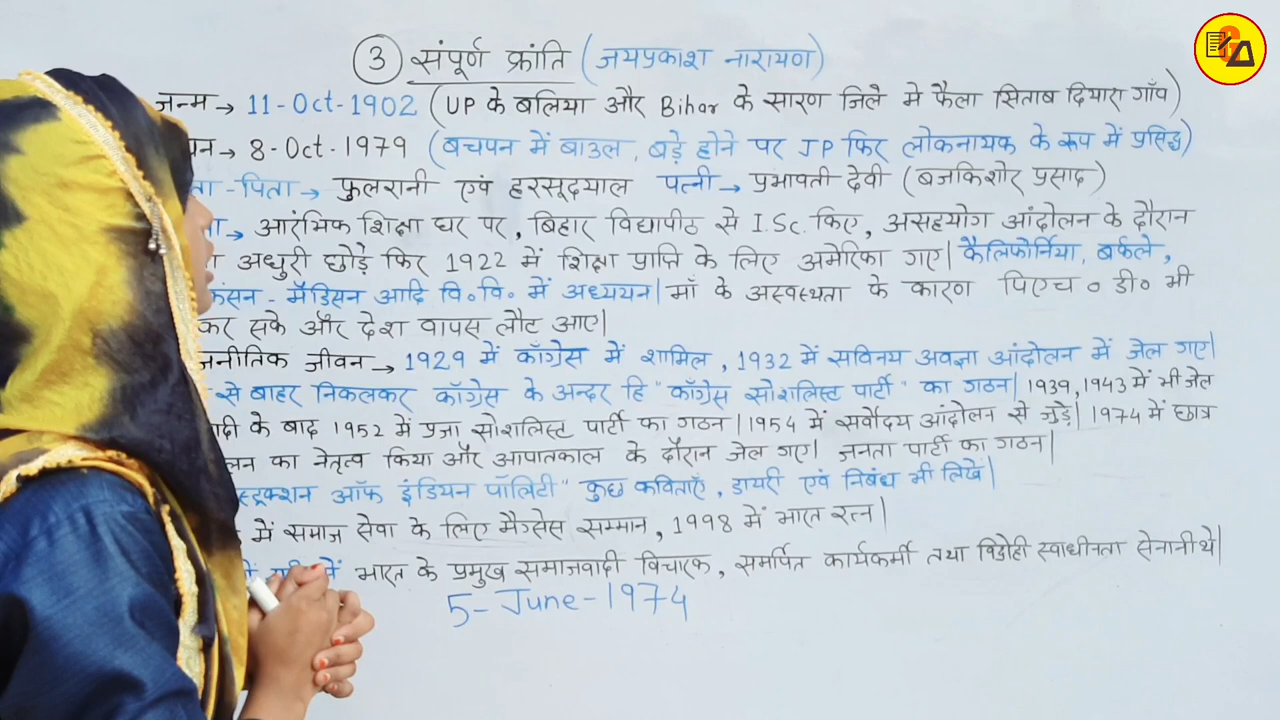 ③ संपूर्ण क्रांति (जयप्रकाश नारायण)
जन्म → 11-Oct-1902 (UP के बलिया और Bihar के सारण जिले मे फैला सिताब दियारा गाँव)
धन → 8-Oct-1979 (बचपन में बाउल, बड़े होने पर JP फिर लोकनायक के रूप में प्रसिद्ध)
ता-पिता → फुलरानी एवं हरसूदयाल पत्नी → प्रभावती देवी (ब्रजकिशोर प्रसाद)
→ आरंभिक शिक्षा घर पर, बिहार विद्यापीठ से I.Sc. किए, असहयोग आंदोलन के दौरान
अधुरी छोड़े फिर 1922 में शिक्षा प्राप्ति के लिए अमेरिका गए। कैलिफोर्निया, बर्कले,
कंसन-मैडिसन आदि वि० वि० में अध्ययन। माँ के अस्वस्थता के कारण पिएच० डी० भी
कर सके और देश वापस लौट आए।
जनीतिक जीवन → 1929 में काँग्रेस में शामिल, 1932 में सविनय अवज्ञा आंदोलन में जेल गए।
से बाहर निकलकर काँग्रेस के अन्दर हि "काँग्रेस सोशलिस्ट पार्टी" का गठन। 1939, 1943 में भी जेल
दी के बाद 1952 में प्रजा सोशलिस्ट पार्टी का गठन। 1954 में सर्वोदय आंदोलन से जुड़े। 1974 में छात्र
लन का नेतृत्व किया और आपातकाल के दौरान जेल गए। जनता पार्टी का गठन।
स्ट्रक्शन ऑफ इंडियन पॉलिटी" कुछ कविताएँ, डायरी एवं निबंध भी लिखें।
में समाज सेवा के लिए मैग्सेस सम्मान, 1998 में भारत रत्न।
में भारत के प्रमुख समाजवादी विचारक, समर्पित कार्यकर्मी तथा विद्रोही स्वाधीनता सेनानी थे।
5-June-1974